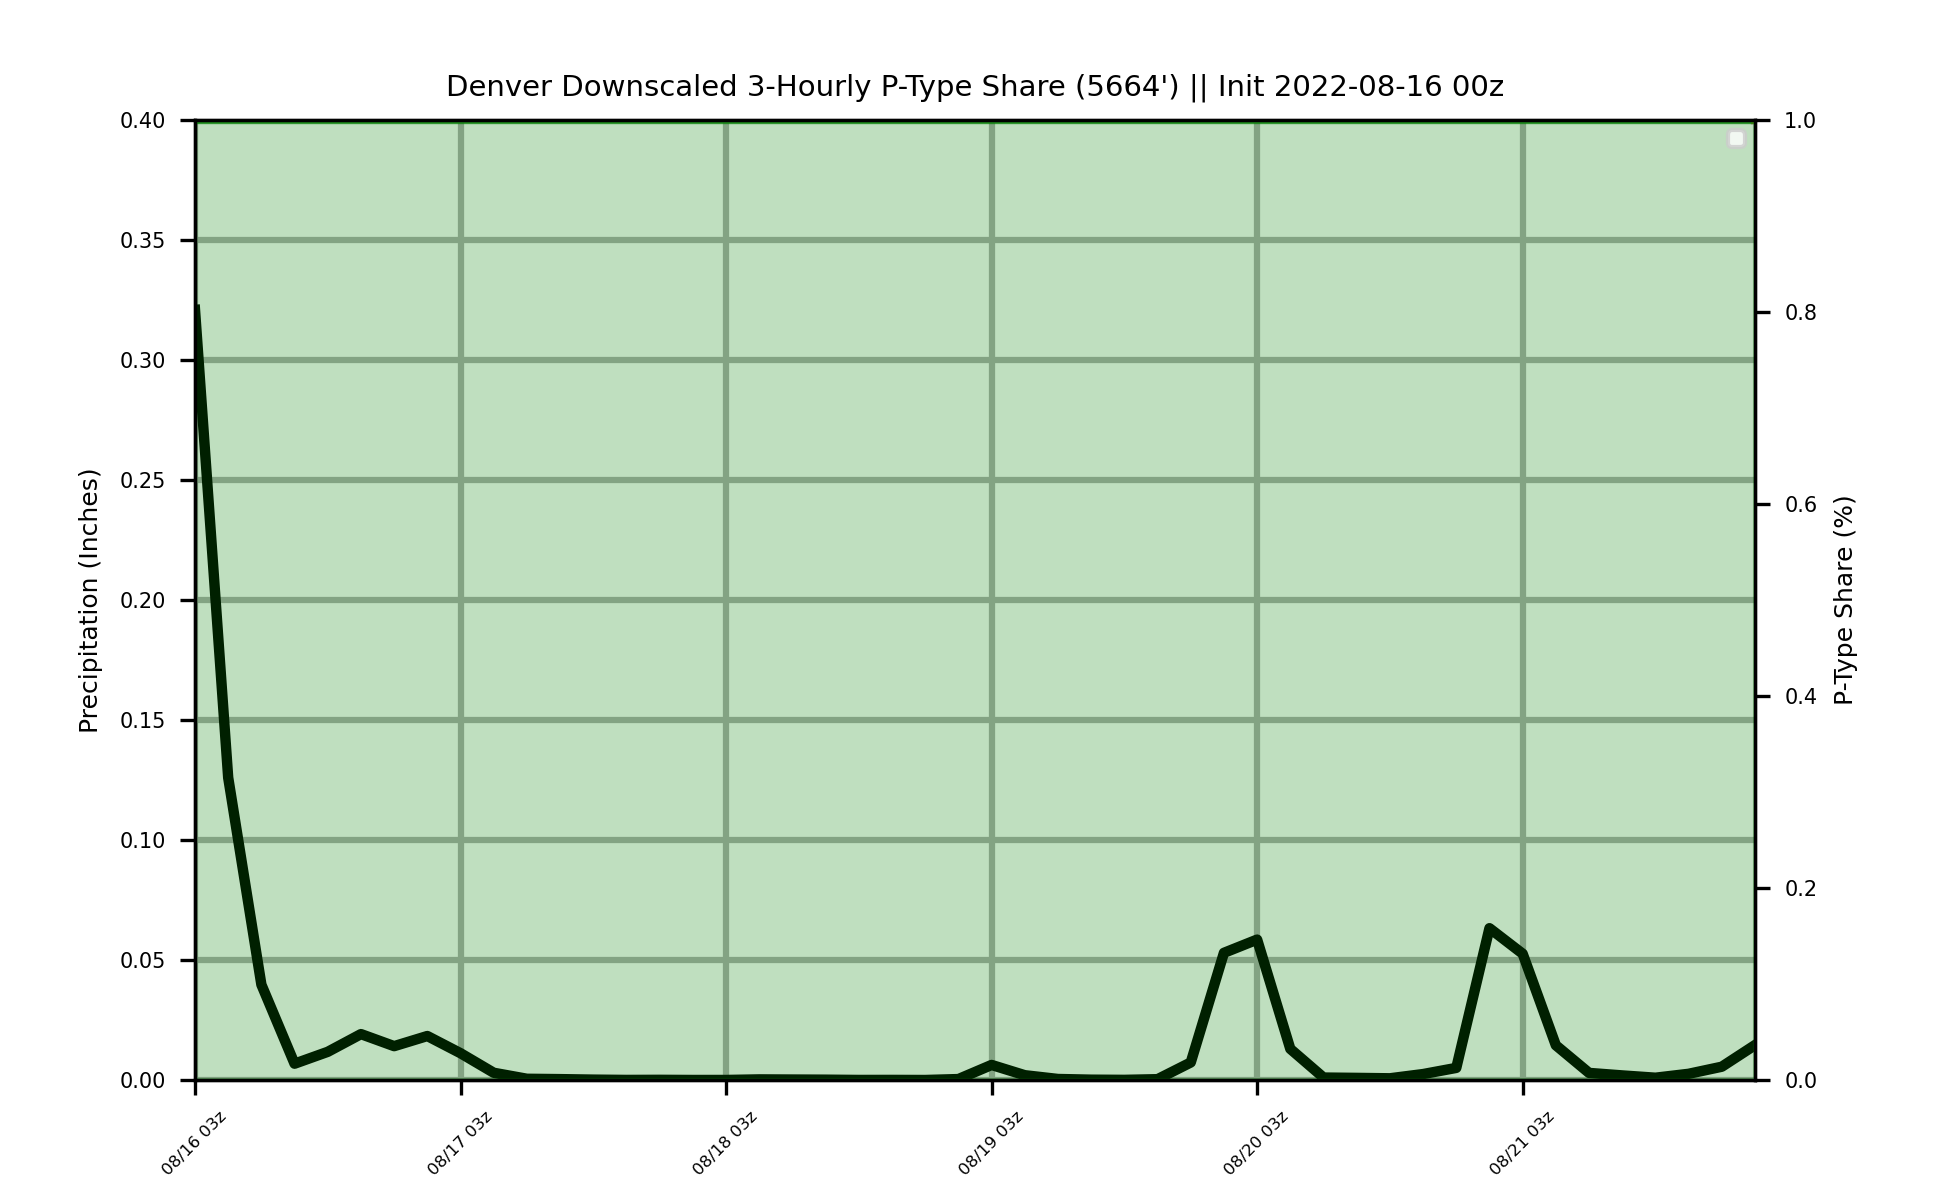 Denver Downscaled 3-Hourly P-Type Share (5664') || Init 2022-08-16 00z
Precipitation (Inches)
0.40
0.35
0.30
0.25
0.20
0.15
0.10
0.05
0.00
1.0
0.8
0.6
0.4
0.2
0.0
P-Type Share (%)
08/16 03z
08/17 03z
08/18 03z
08/19 03z
08/20 03z
08/21 03z